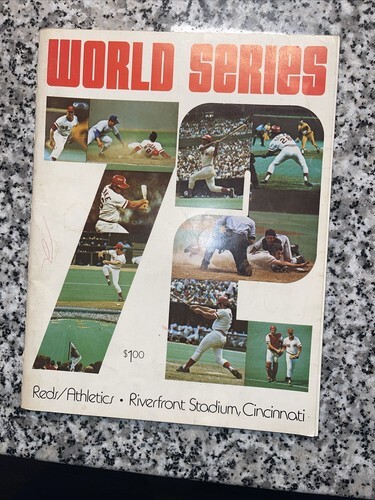 WORLD SERIES
72
$1.00
Reds/Athletics • Riverfront Stadium, Cincinnati